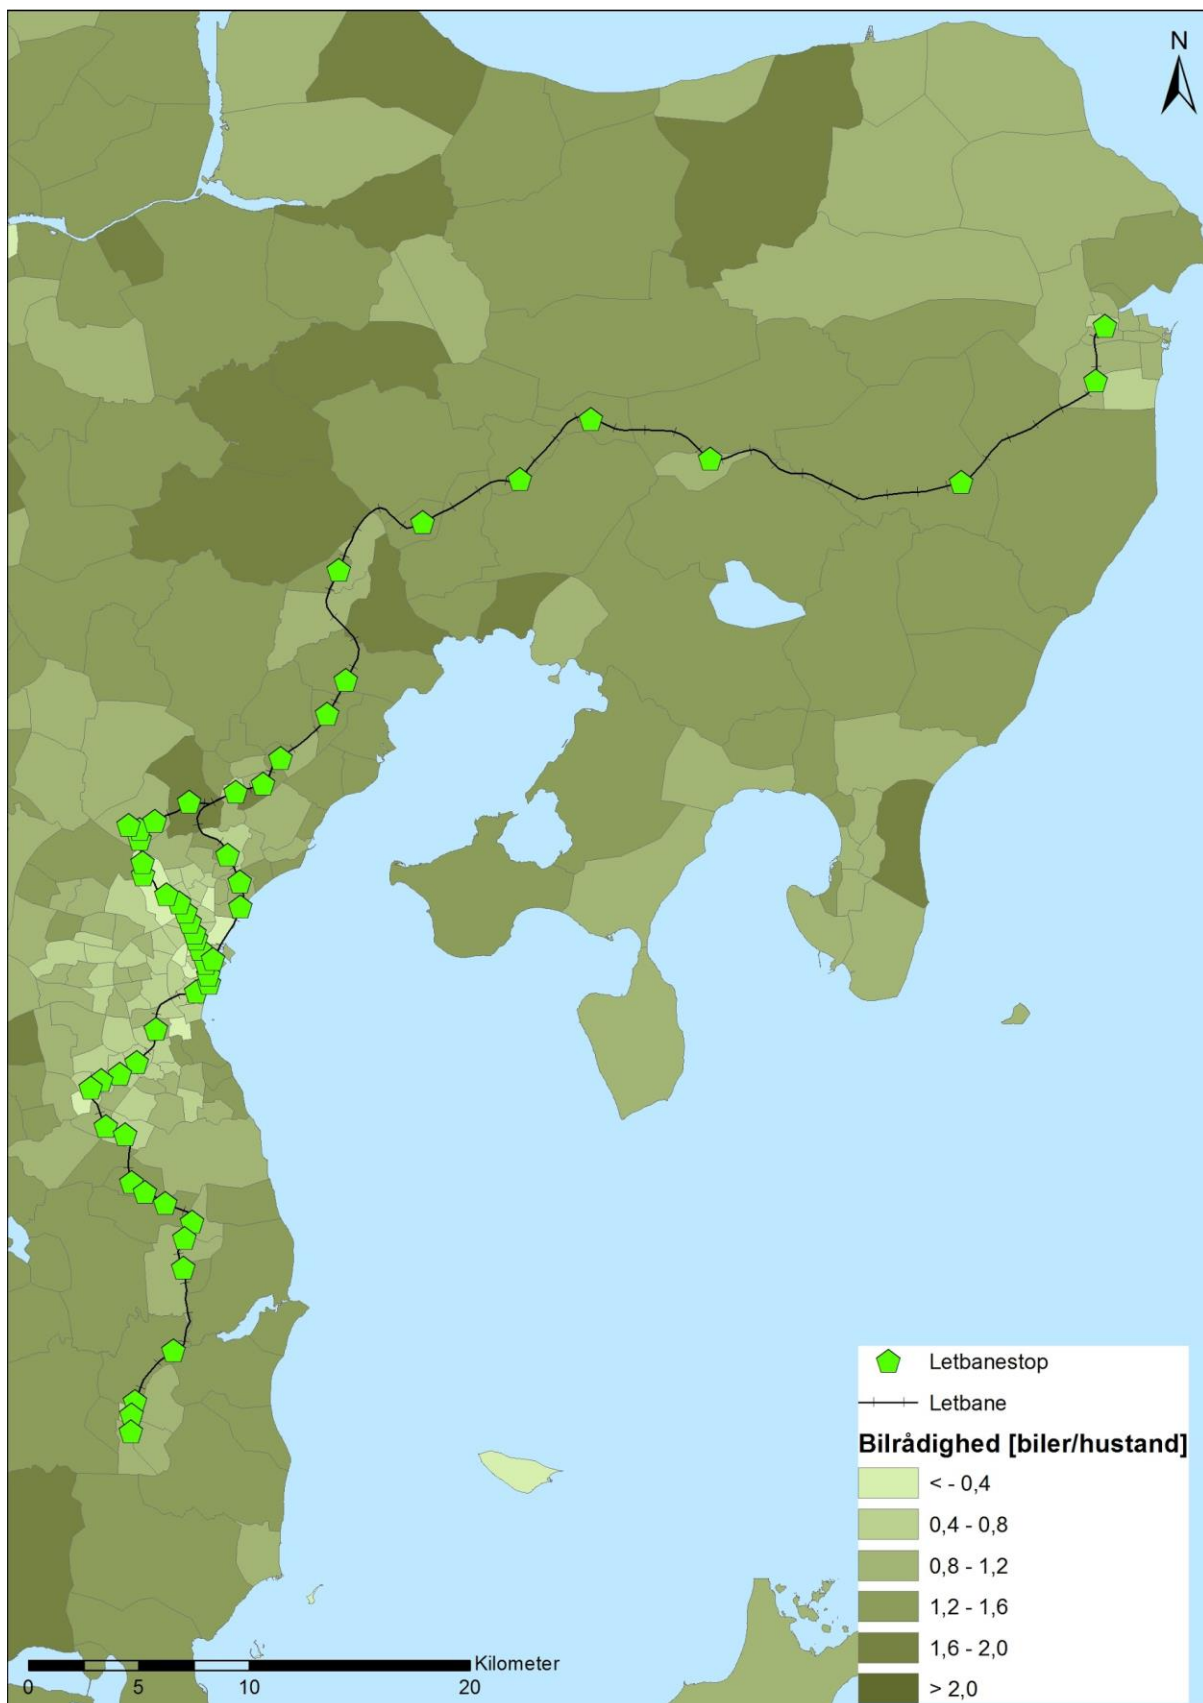 N
Letbanestop
Letbane
Bilrådighed [biler/hustand]
< - 0,4
0,4 - 0,8
0,8 - 1,2
1,2 - 1,6
1,6 - 2,0
> 2,0
Kilometer
0 5 10 20